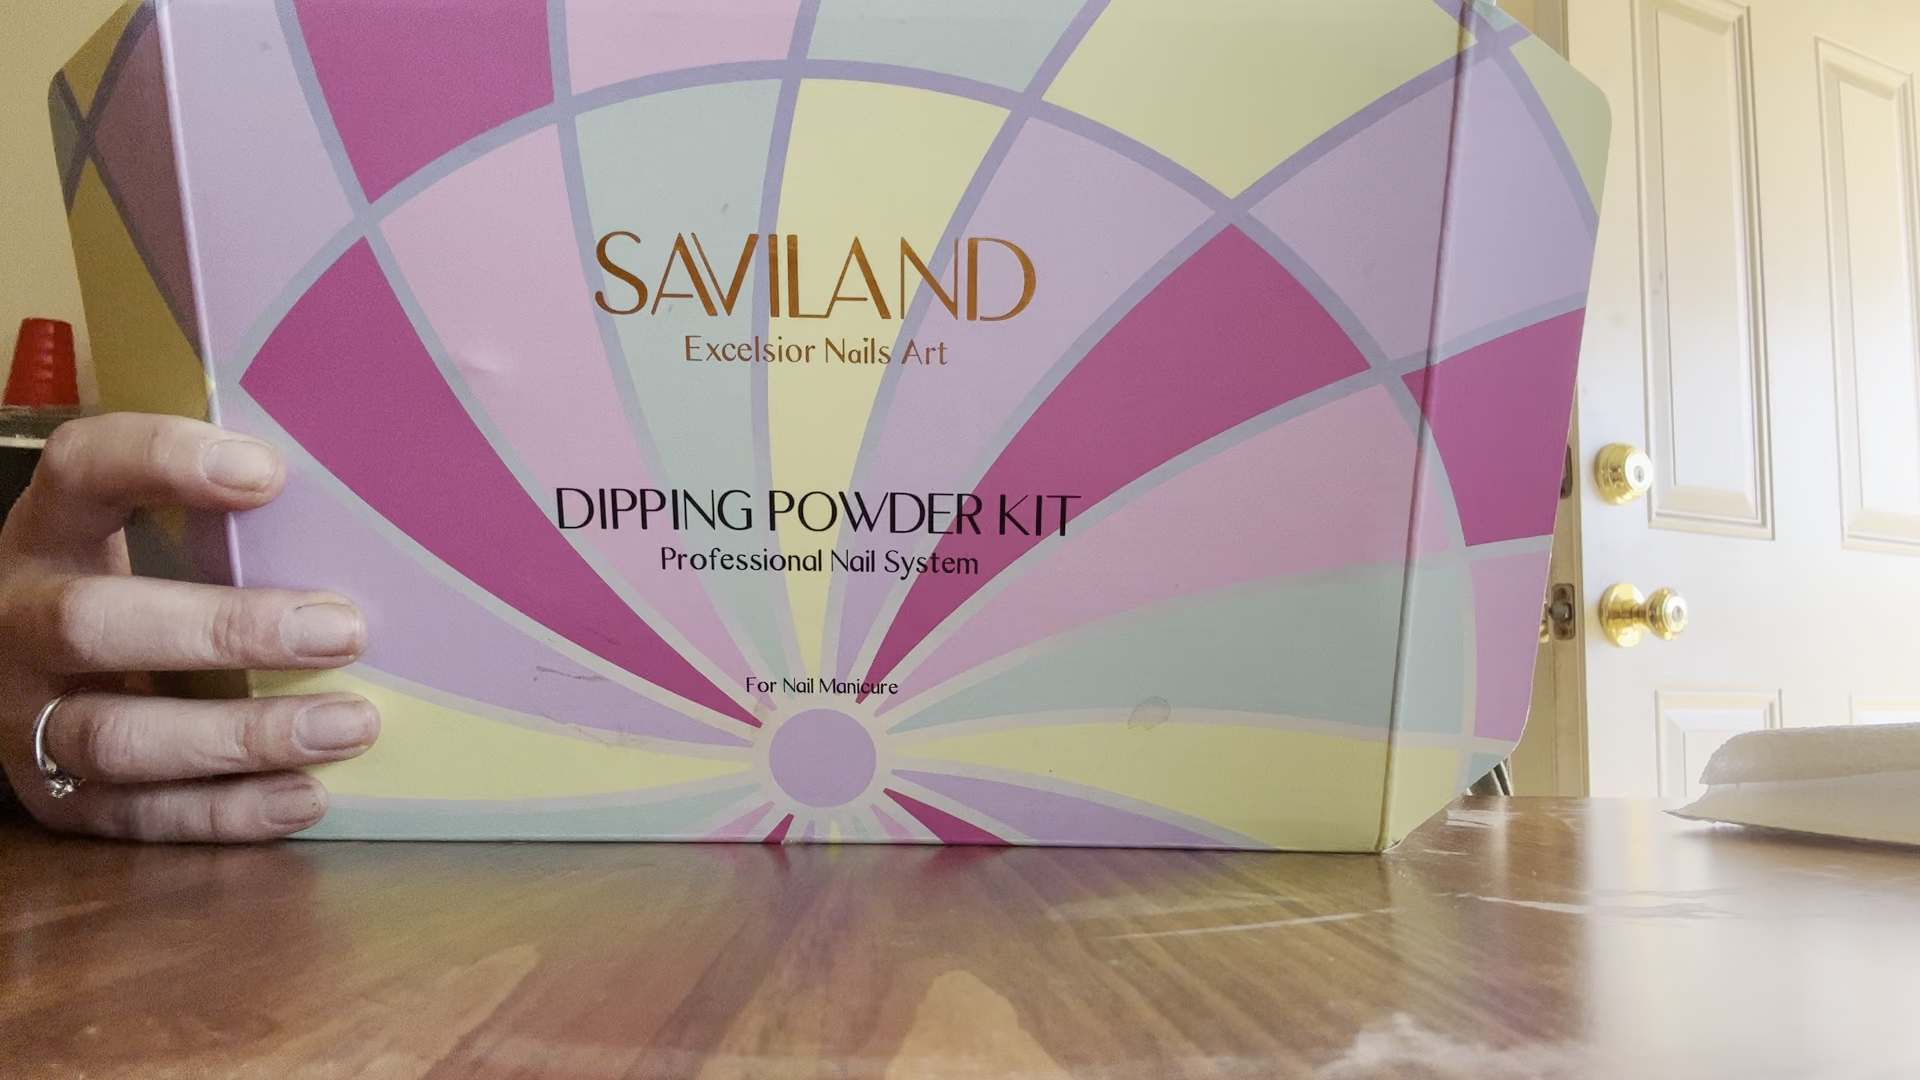 SAVILAND
Excelsior Nails Art
DIPPING POWDER KIT
Professional Nail System
For Nail Manicure